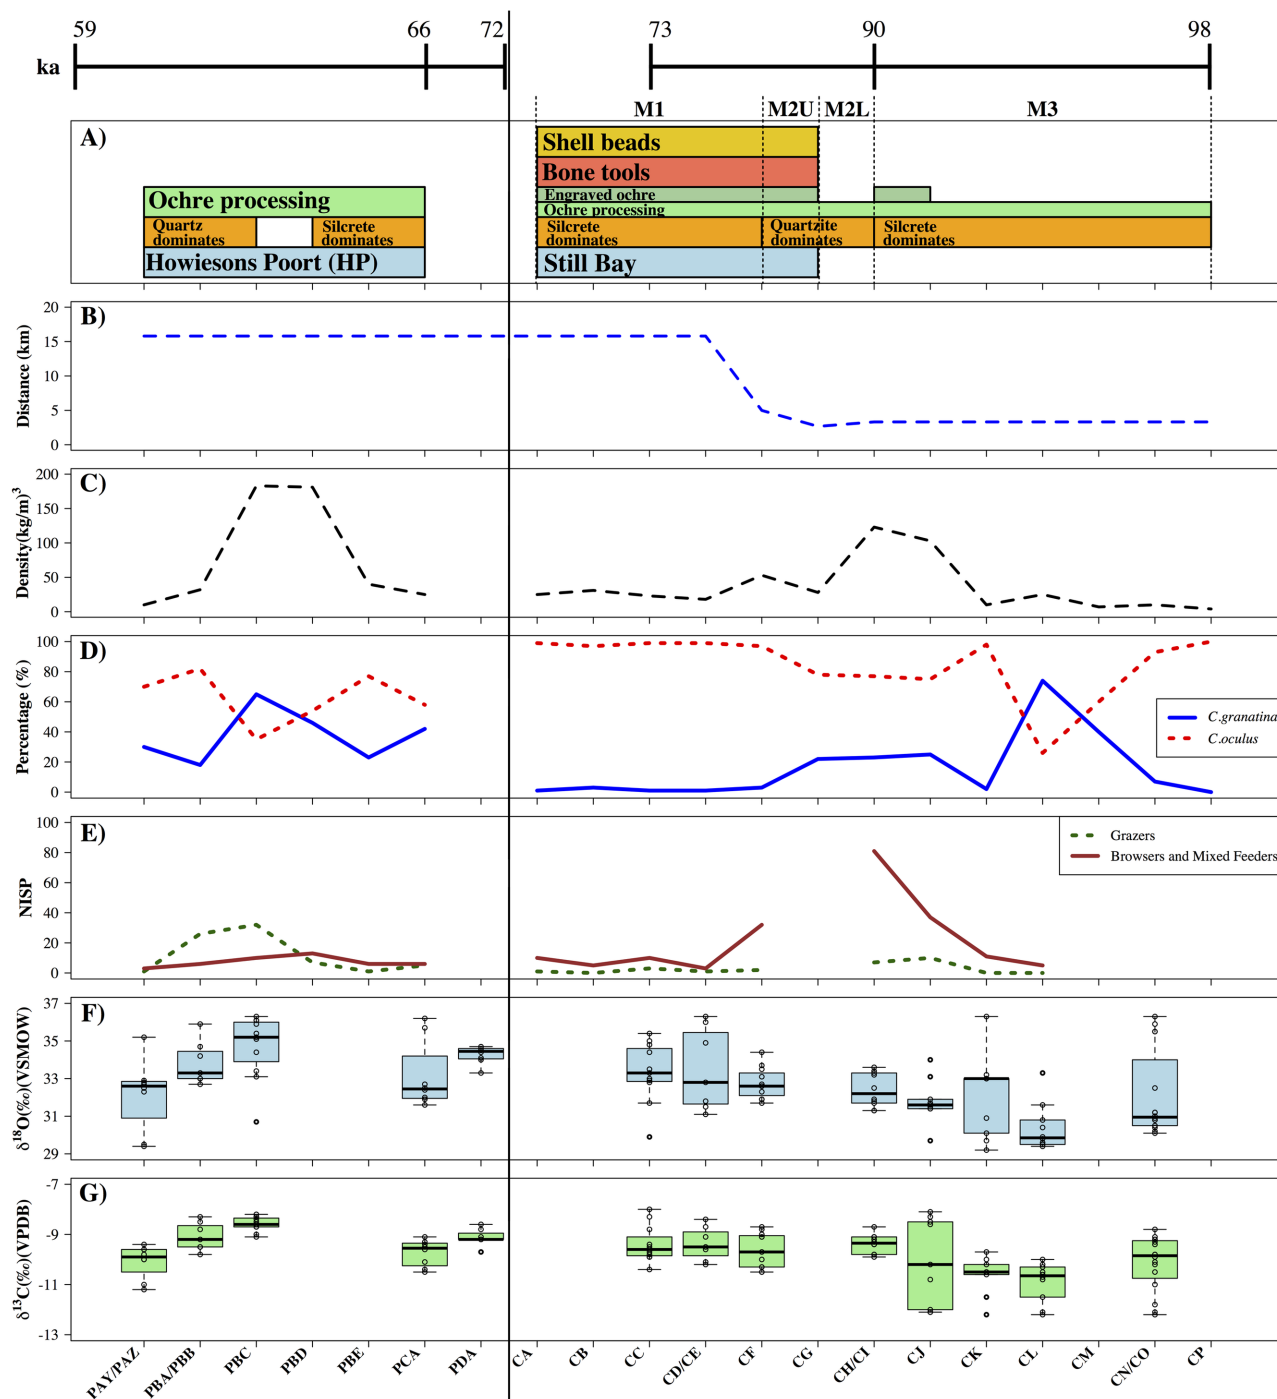 59 66 72 73 90 98
ka
M1 M2U M2L M3
A)
Shell beads
Bone tools
Engraved ochre
Ochre processing
Ochre processing
Quartz dominates
Silcrete dominates
Silcrete dominates
Quartzite dominates
Silcrete dominates
Howiesons Poort (HP)
Still Bay
B)
Distance (km)
20
15
10
5
0
C)
Density(kg/m)³
200
150
100
50
0
D)
Percentage (%)
100
80
60
40
20
0
C.granatina
C.oculus
E)
NISP
100
80
60
40
20
0
Grazers
Browsers and Mixed Feeders
F)
δ¹⁸O(‰)(VSMOW)
37
35
33
31
29
G)
δ¹³C(‰)(VPDB)
-7
-9
-11
-13
PAY/PAZ PBA/PBB PBC PBD PBE PCA PDA CA CB CC CD/CE CF CG CH/CI CJ CK CL CM CN/CO CP